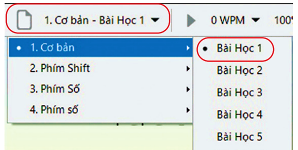 1. Cơ bản - Bài Học 1 0 WPM 100%
1. Cơ bản
2. Phím Shift
3. Phím Số
4. Phím số
Bài Học 1
Bài Học 2
Bài Học 3
Bài Học 4
Bài Học 5